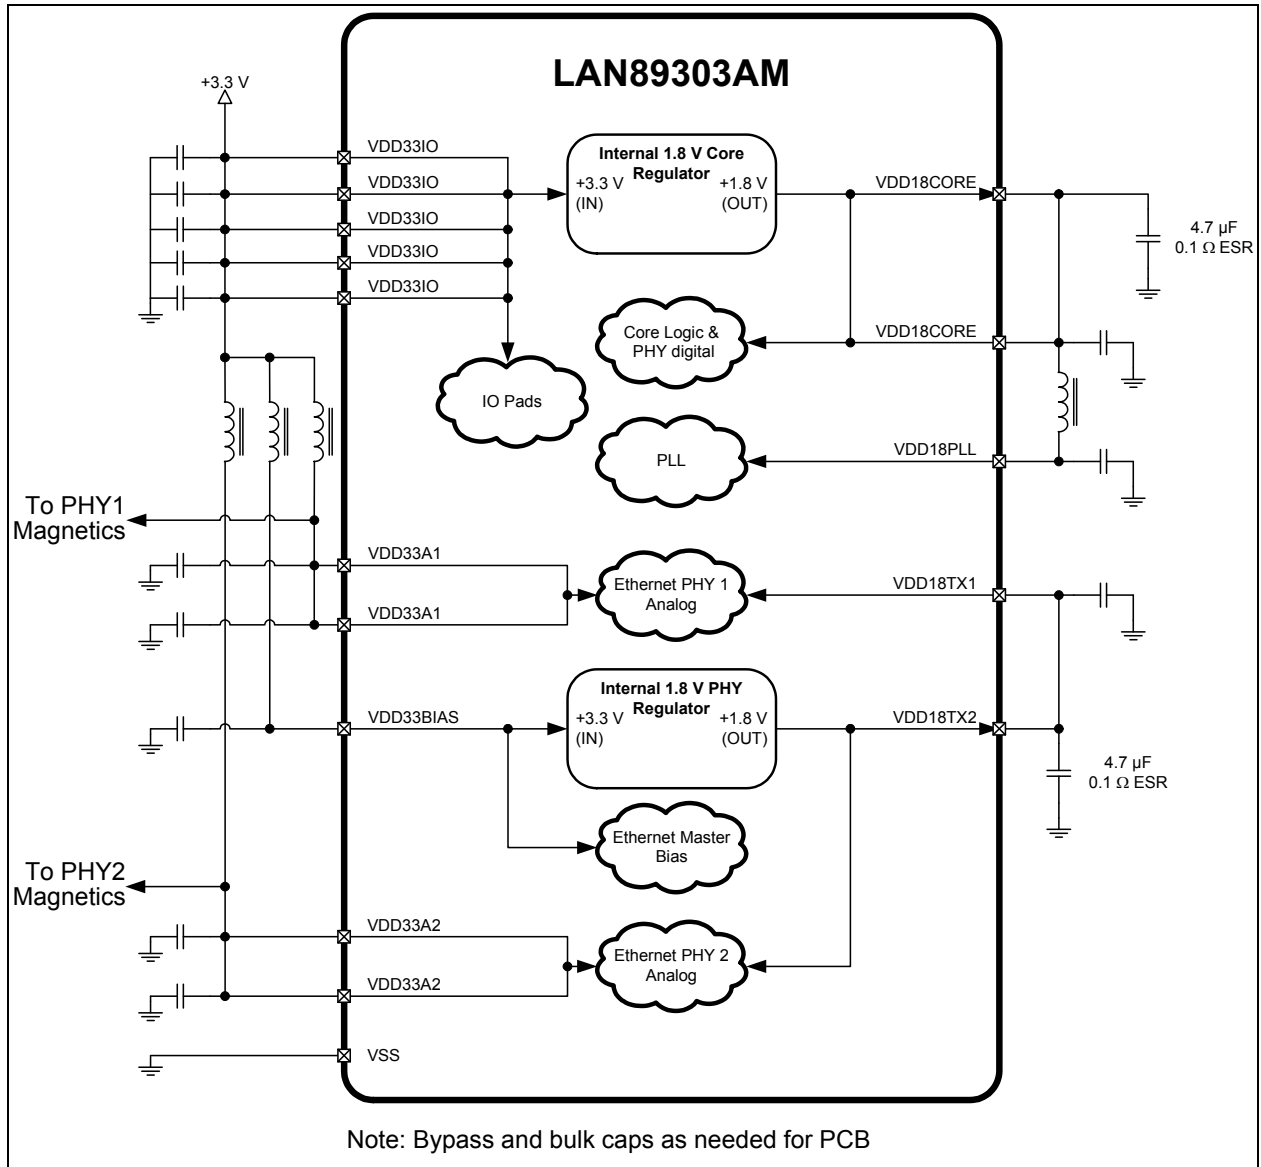 LAN89303AM
+3.3 V
VDD33IO
VDD33IO
VDD33IO
VDD33IO
VDD33IO
Internal 1.8 V Core
Regulator
+3.3 V
(IN)
+1.8 V
(OUT)
VDD18CORE
4.7 µF
0.1 Ω ESR
Core Logic &
PHY digital
VDD18CORE
IO Pads
PLL
VDD18PLL
To PHY1
Magnetics
VDD33A1
VDD33A1
Ethernet PHY 1
Analog
VDD18TX1
Internal 1.8 V PHY
Regulator
+3.3 V
(IN)
+1.8 V
(OUT)
VDD33BIAS
VDD18TX2
4.7 µF
0.1 Ω ESR
Ethernet Master
Bias
To PHY2
Magnetics
VDD33A2
VDD33A2
Ethernet PHY 2
Analog
VSS
Note: Bypass and bulk caps as needed for PCB